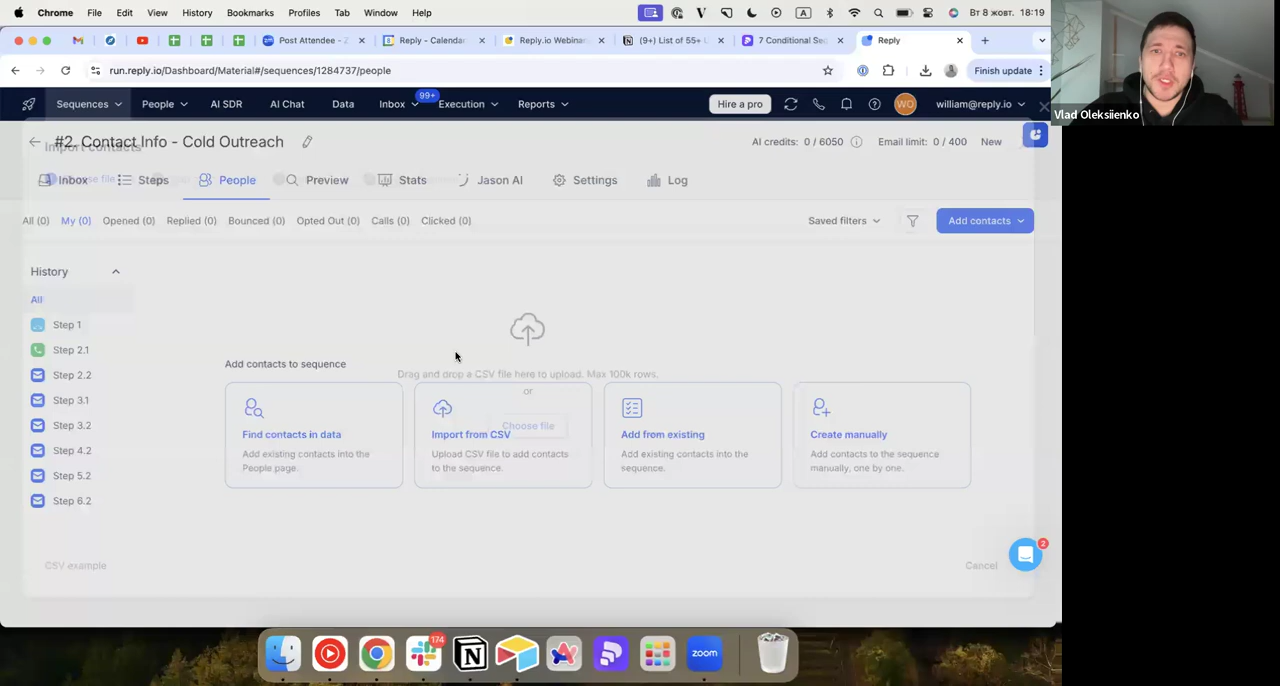 Chrome File Edit View History Bookmarks Profiles Tab Window Help A Вт 8 жовт. 18:19
Post Attendee - Z Reply - Calendar Reply.io Webinar (9+) List of 55+ 7 Conditional Seq Reply
run.reply.io/Dashboard/Material#/sequences/1284737/people Finish update
Vlad Oleksiienko
Sequences People AI SDR AI Chat Data Inbox 99+ Execution Reports Hire a pro WO william@reply.io
#2. Contact Info - Cold Outreach AI credits: 0 / 6050 Email limit: 0 / 400 New
Import contacts
Inbox Steps People Preview Stats Jason AI Settings Log
Choose file
All (0) My (0) Opened (0) Replied (0) Bounced (0) Opted Out (0) Calls (0) Clicked (0) Saved filters Add contacts
History
All
Step 1
Step 2.1
Step 2.2
Step 3.1
Step 3.2
Step 4.2
Step 5.2
Step 6.2
Add contacts to sequence
Drag and drop a CSV file here to upload. Max 100k rows.
or
Choose file
Find contacts in data
Add existing contacts into the
People page.
Import from CSV
Upload CSV file to add contacts
to the sequence.
Add from existing
Add existing contacts into the
sequence.
Create manually
Add contacts to the sequence
manually, one by one.
CSV example Cancel
2
174
zoom